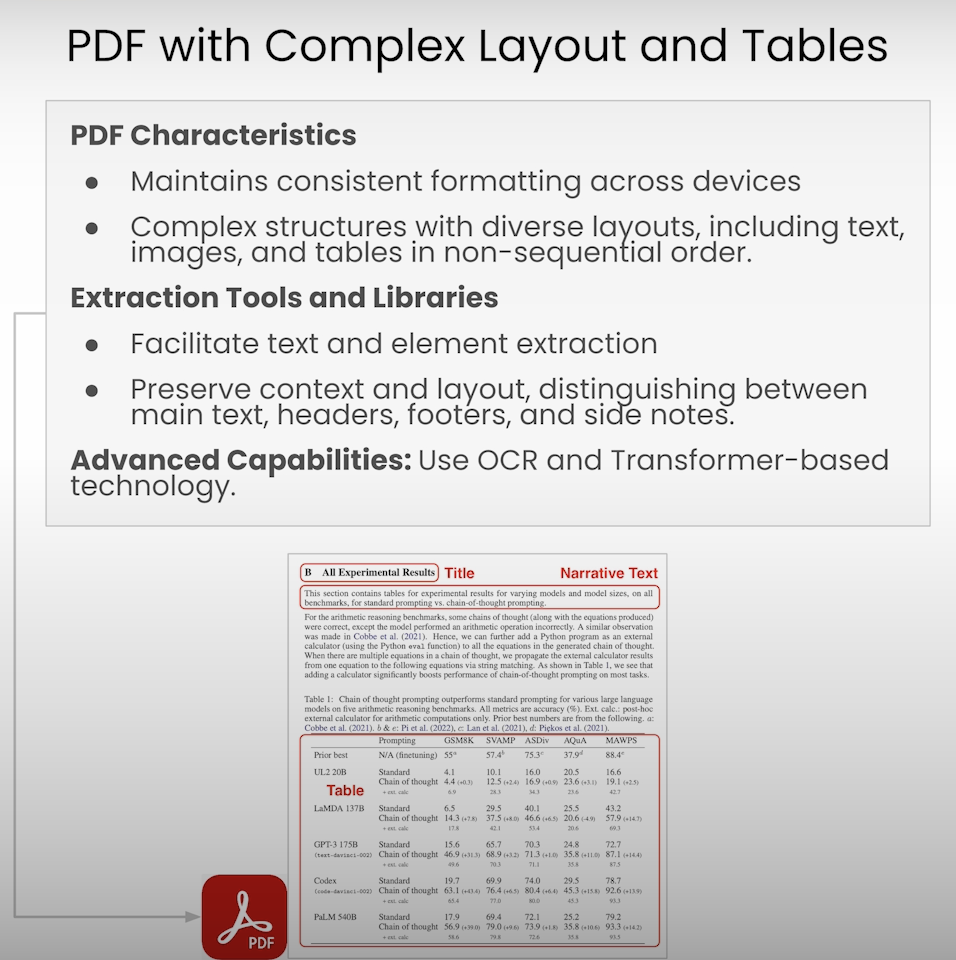 PDF with Complex Layout and Tables
PDF Characteristics
● Maintains consistent formatting across devices
● Complex structures with diverse layouts, including text,
images, and tables in non-sequential order.
Extraction Tools and Libraries
● Facilitate text and element extraction
● Preserve context and layout, distinguishing between
main text, headers, footers, and side notes.
Advanced Capabilities: Use OCR and Transformer-based
technology.
B All Experimental Results Title Narrative Text
This section contains tables for experimental results for varying models and model sizes, on all
benchmarks, for standard prompting vs. chain-of-thought prompting.
For the arithmetic reasoning benchmarks, some chains of thought (along with the equations produced)
were correct, except the model performed an arithmetic operation incorrectly. A similar observation
was made in Cobbe et al. (2021). Hence, we can further add a Python program as an external
calculator (using the Python eval function) to all the equations in the generated chain of thought.
When there are multiple equations in a chain of thought, we propagate the external calculator results
from one equation to the following equations via string matching. As shown in Table 1, we see that
adding a calculator significantly boosts performance of chain-of-thought prompting on most tasks.
Table 1: Chain of thought prompting outperforms standard prompting for various large language
models on five arithmetic reasoning benchmarks. All metrics are accuracy (%). Ext. calc.: post-hoc
external calculator for arithmetic computations only. Prior best numbers are from the following. a:
Cobbe et al. (2021). b & e: Pi et al. (2022), c: Lan et al. (2021), d: Piękos et al. (2021).
Prompting GSM8K SVAMP ASDiv AQuA MAWPS
Prior best N/A (finetuning) 55ᵃ 57.4ᵇ 75.3ᶜ 37.9ᵈ 88.4ᵉ
UL2 20B Standard 4.1 10.1 16.0 20.5 16.6
Chain of thought 4.4 (+0.3) 12.5 (+2.4) 16.9 (+0.9) 23.6 (+3.1) 19.1 (+2.5)
Table + ext. calc 6.9 28.3 34.3 23.6 42.7
LaMDA 137B Standard 6.5 29.5 40.1 25.5 43.2
Chain of thought 14.3 (+7.8) 37.5 (+8.0) 46.6 (+6.5) 20.6 (-4.9) 57.9 (+14.7)
+ ext. calc 17.8 42.1 53.4 20.6 69.3
GPT-3 175B Standard 15.6 65.7 70.3 24.8 72.7
(text-davinci-002) Chain of thought 46.9 (+31.3) 68.9 (+3.2) 71.3 (+1.0) 35.8 (+11.0) 87.1 (+14.4)
+ ext. calc 49.6 70.3 71.1 35.8 87.5
Codex Standard 19.7 69.9 74.0 29.5 78.7
(code-davinci-002) Chain of thought 63.1 (+43.4) 76.4 (+6.5) 80.4 (+6.4) 45.3 (+15.8) 92.6 (+13.9)
+ ext. calc 65.4 77.0 80.0 45.3 93.3
PaLM 540B Standard 17.9 69.4 72.1 25.2 79.2
Chain of thought 56.9 (+39.0) 79.0 (+9.6) 73.9 (+1.8) 35.8 (+10.6) 93.3 (+14.2)
+ ext. calc 58.6 79.8 72.6 35.8 93.5
PDF